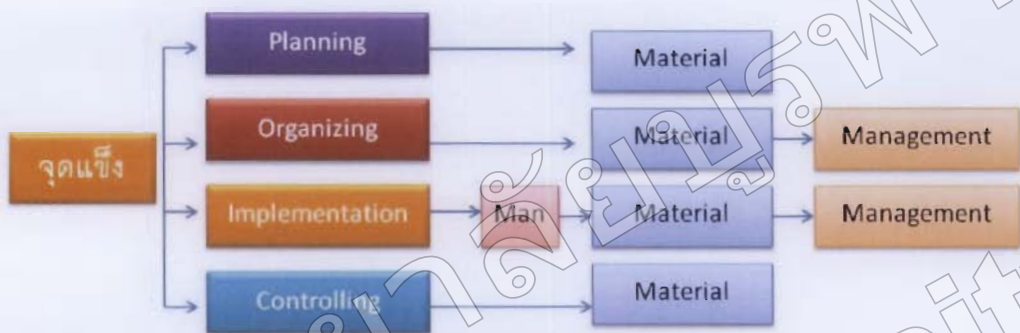 Planning
Material
Organizing
Material
Management
จุดแข็ง
Implementation
Man
Material
Management
Controlling
Material